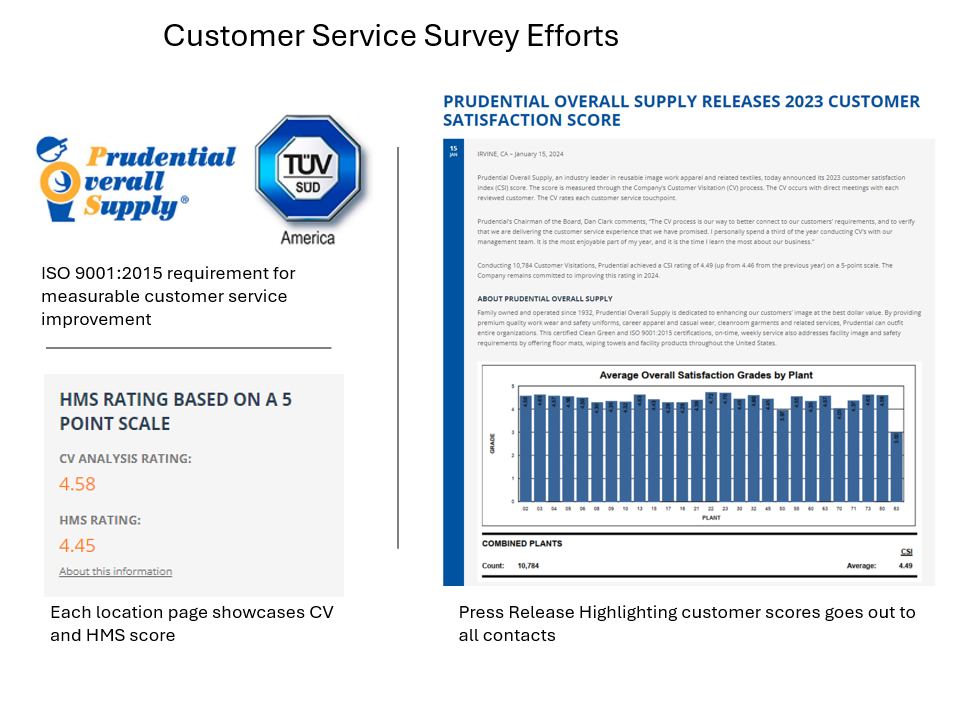 Customer Service Survey Efforts
Prudential
Overall
Supply®
TÜV
SÜD
America
ISO 9001:2015 requirement for
measurable customer service
improvement
HMS RATING BASED ON A 5
POINT SCALE
CV ANALYSIS RATING:
4.58
HMS RATING:
4.45
About this information
Each location page showcases CV
and HMS score
PRUDENTIAL OVERALL SUPPLY RELEASES 2023 CUSTOMER
SATISFACTION SCORE
15
JAN
IRVINE, CA – January 15, 2024
Prudential Overall Supply, an industry leader in reusable image work apparel and related textiles, today announced its 2023 customer satisfaction
index (CSI) score. The score is measured through the Company's Customer Visitation (CV) process. The CV occurs with direct meetings with each
reviewed customer. The CV rates each customer service touchpoint.
Prudential's Chairman of the Board, Dan Clark comments, "The CV process is our way to better connect to our customers' requirements, and to verify
that we are delivering the customer service experience that we have promised. I personally spend a third of the year conducting CV's with our
management team. It is the most enjoyable part of my year, and it is the time I learn the most about our business."
Conducting 10,784 Customer Visitations, Prudential achieved a CSI rating of 4.49 (up from 4.46 from the previous year) on a 5-point scale. The
Company remains committed to improving this rating in 2024.
ABOUT PRUDENTIAL OVERALL SUPPLY
Family owned and operated since 1932, Prudential Overall Supply is dedicated to enhancing our customers' image at the best dollar value. By providing
premium quality work wear and safety uniforms, career apparel and casual wear, cleanroom garments and related services, Prudential can outfit
entire organizations. This certified Clean Green and ISO 9001:2015 certifications, on-time, weekly service also addresses facility image and safety
requirements by offering floor mats, wiping towels and facility products throughout the United States.
Average Overall Satisfaction Grades by Plant
GRADE
5
4
3
2
1
0
02 03 04 05 06 08 09 10 13 15 16 17 18 21 22 23 30 32 48 50 58 60 65 70 71 73 80 83
PLANT
COMBINED PLANTS
CSI
Count: 10,784 Average: 4.49
Press Release Highlighting customer scores goes out to
all contacts